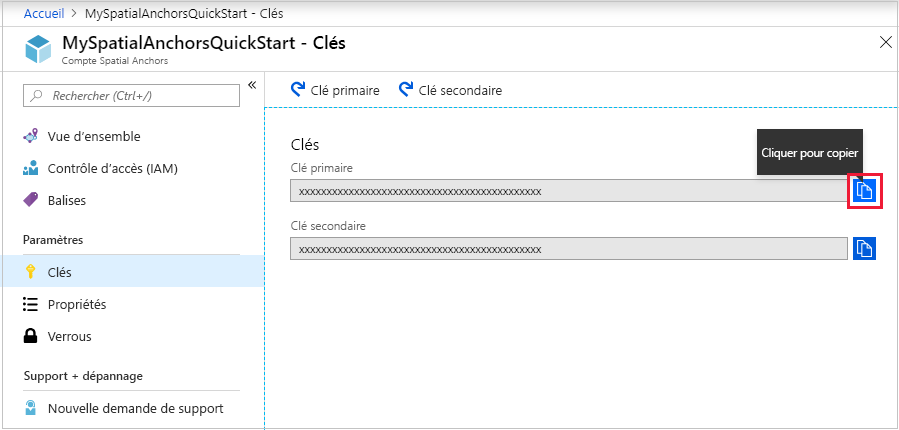 Accueil > MySpatialAnchorsQuickStart - Clés
MySpatialAnchorsQuickStart - Clés
Compte Spatial Anchors
Rechercher (Ctrl+/)
Vue d'ensemble
Contrôle d'accès (IAM)
Balises
Paramètres
Clés
Propriétés
Verrous
Support + dépannage
Nouvelle demande de support
Clé primaire Clé secondaire
Clés
Cliquer pour copier
Clé primaire
xxxxxxxxxxxxxxxxxxxxxxxxxxxxxxxxxxxxxxxxxxxx
Clé secondaire
xxxxxxxxxxxxxxxxxxxxxxxxxxxxxxxxxxxxxxxxxxxx